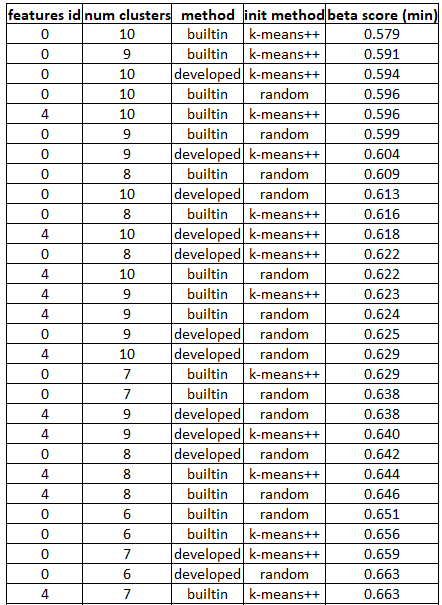 features id num clusters method init method beta score (min)
0 10 builtin k-means++ 0.579
0 9 builtin k-means++ 0.591
0 10 developed k-means++ 0.594
0 10 builtin random 0.596
4 10 builtin k-means++ 0.596
0 9 builtin random 0.599
0 9 developed k-means++ 0.604
0 8 builtin random 0.609
0 10 developed random 0.613
0 8 builtin k-means++ 0.616
4 10 developed k-means++ 0.618
0 8 developed k-means++ 0.622
4 10 builtin random 0.622
4 9 builtin k-means++ 0.623
4 9 builtin random 0.624
0 9 developed random 0.625
4 10 developed random 0.629
0 7 builtin k-means++ 0.629
0 7 builtin random 0.638
4 9 developed random 0.638
4 9 developed k-means++ 0.640
0 8 developed random 0.642
4 8 builtin k-means++ 0.644
4 8 builtin random 0.646
0 6 builtin random 0.651
0 6 builtin k-means++ 0.656
0 7 developed k-means++ 0.659
0 6 developed random 0.663
4 7 builtin k-means++ 0.663